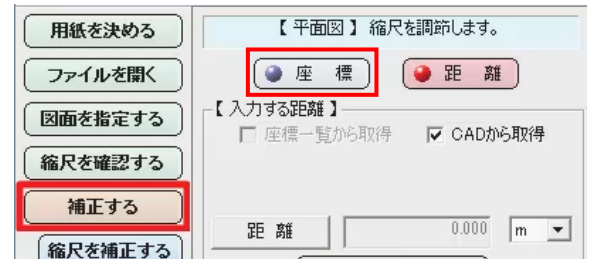 用紙を決める
ファイルを開く
図面を指定する
縮尺を確認する
補正する
縮尺を補正する
【 平面図 】 縮尺を調節します。
座 標
距 離
【 入力する距離 】
座標一覧から取得
CADから取得
距 離
0.000
m